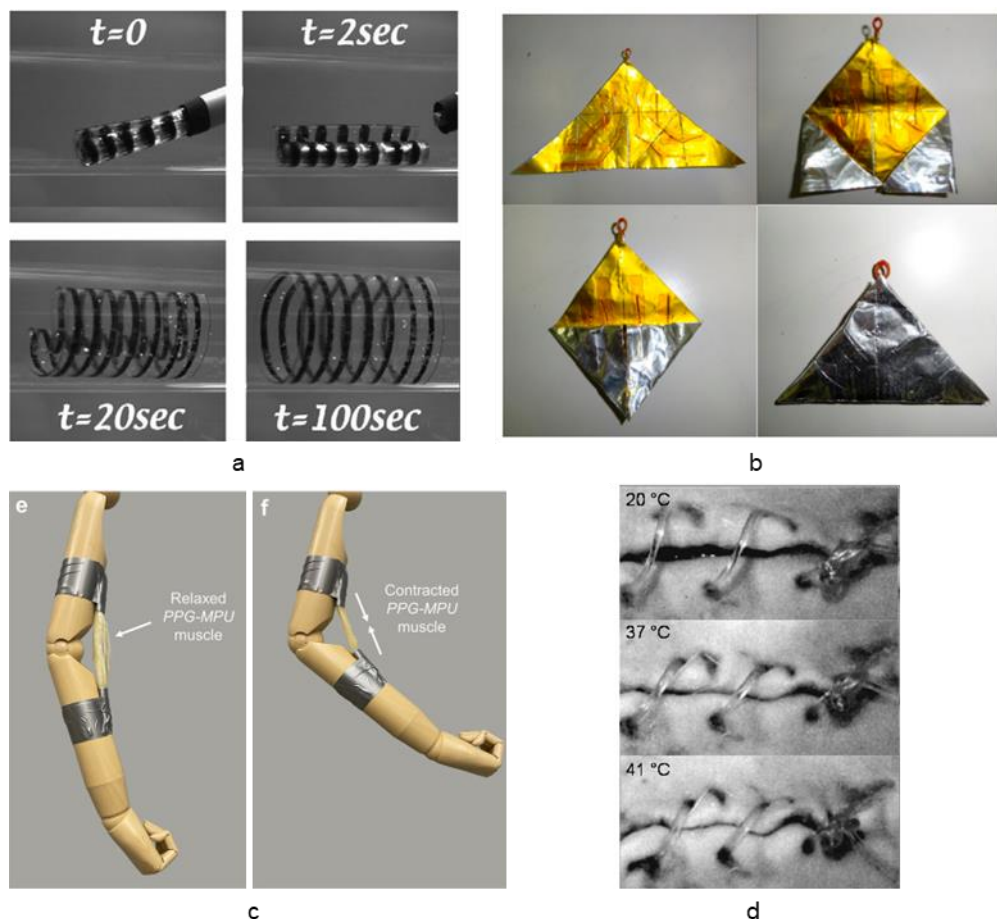 t=0
t=2sec
t=20sec
t=100sec
a
b
e
Relaxed
PPG-MPU
muscle
f
Contracted
PPG-MPU
muscle
c
20 °C
37 °C
41 °C
d